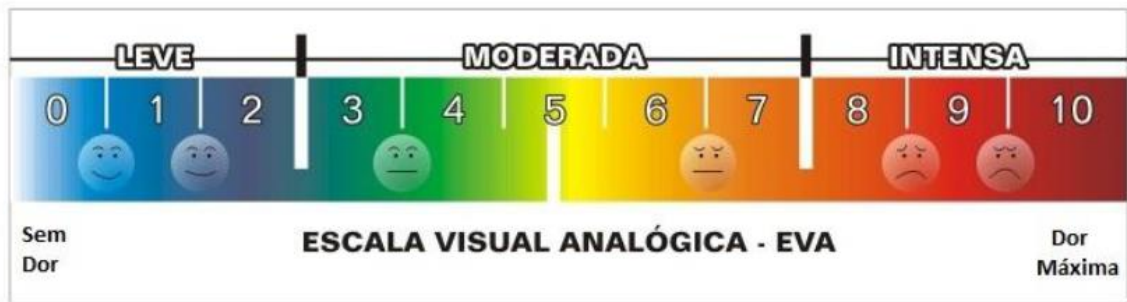 LEVE MODERADA INTENSA
0 1 2 3 4 5 6 7 8 9 10
Sem
Dor
ESCALA VISUAL ANALÓGICA - EVA
Dor
Máxima